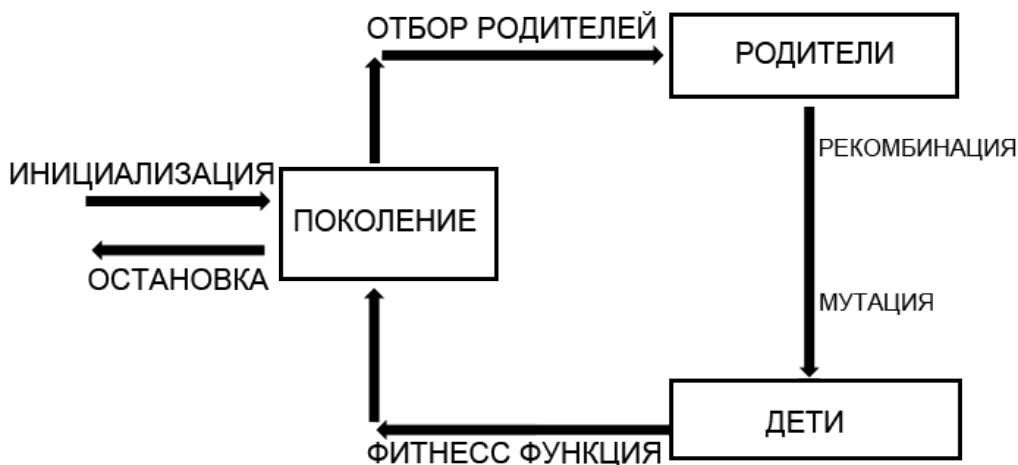 ОТБОР РОДИТЕЛЕЙ
РОДИТЕЛИ
РЕКОМБИНАЦИЯ
ИНИЦИАЛИЗАЦИЯ
ПОКОЛЕНИЕ
ОСТАНОВКА
МУТАЦИЯ
ДЕТИ
ФИТНЕСС ФУНКЦИЯ